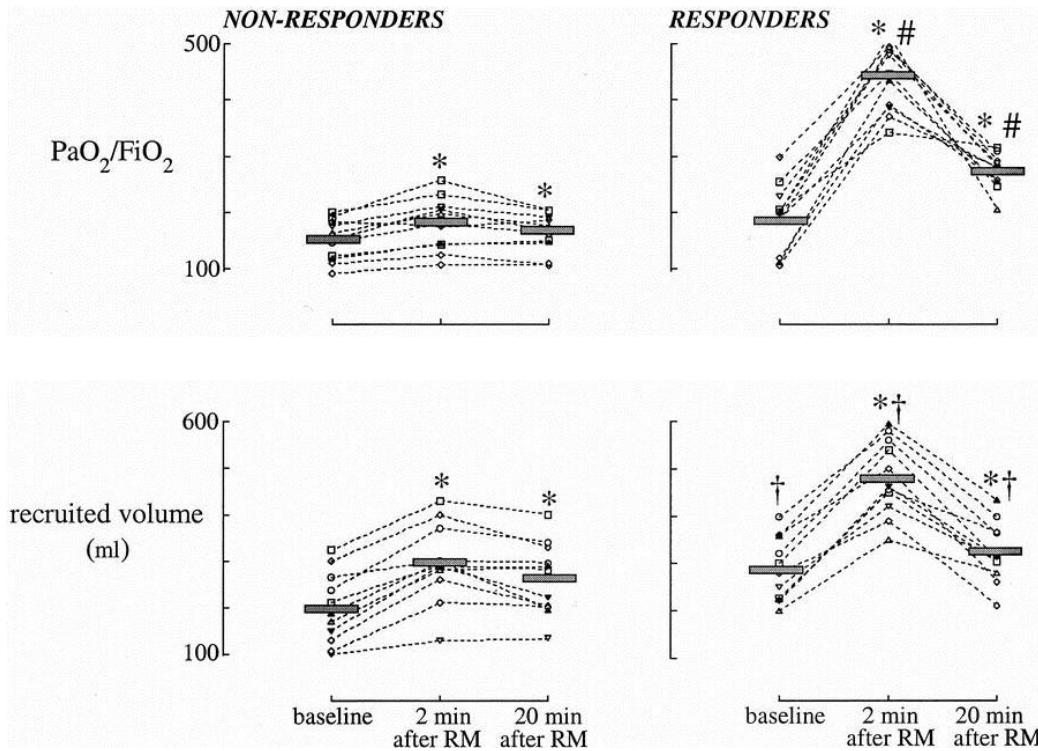 NON-RESPONDERS
RESPONDERS
500
* #
* #
PaO2/FiO2
*
*
100
600
*†
†
*†
*
*
recruited volume
(ml)
100
baseline
2 min
after RM
20 min
after RM
baseline
2 min
after RM
20 min
after RM